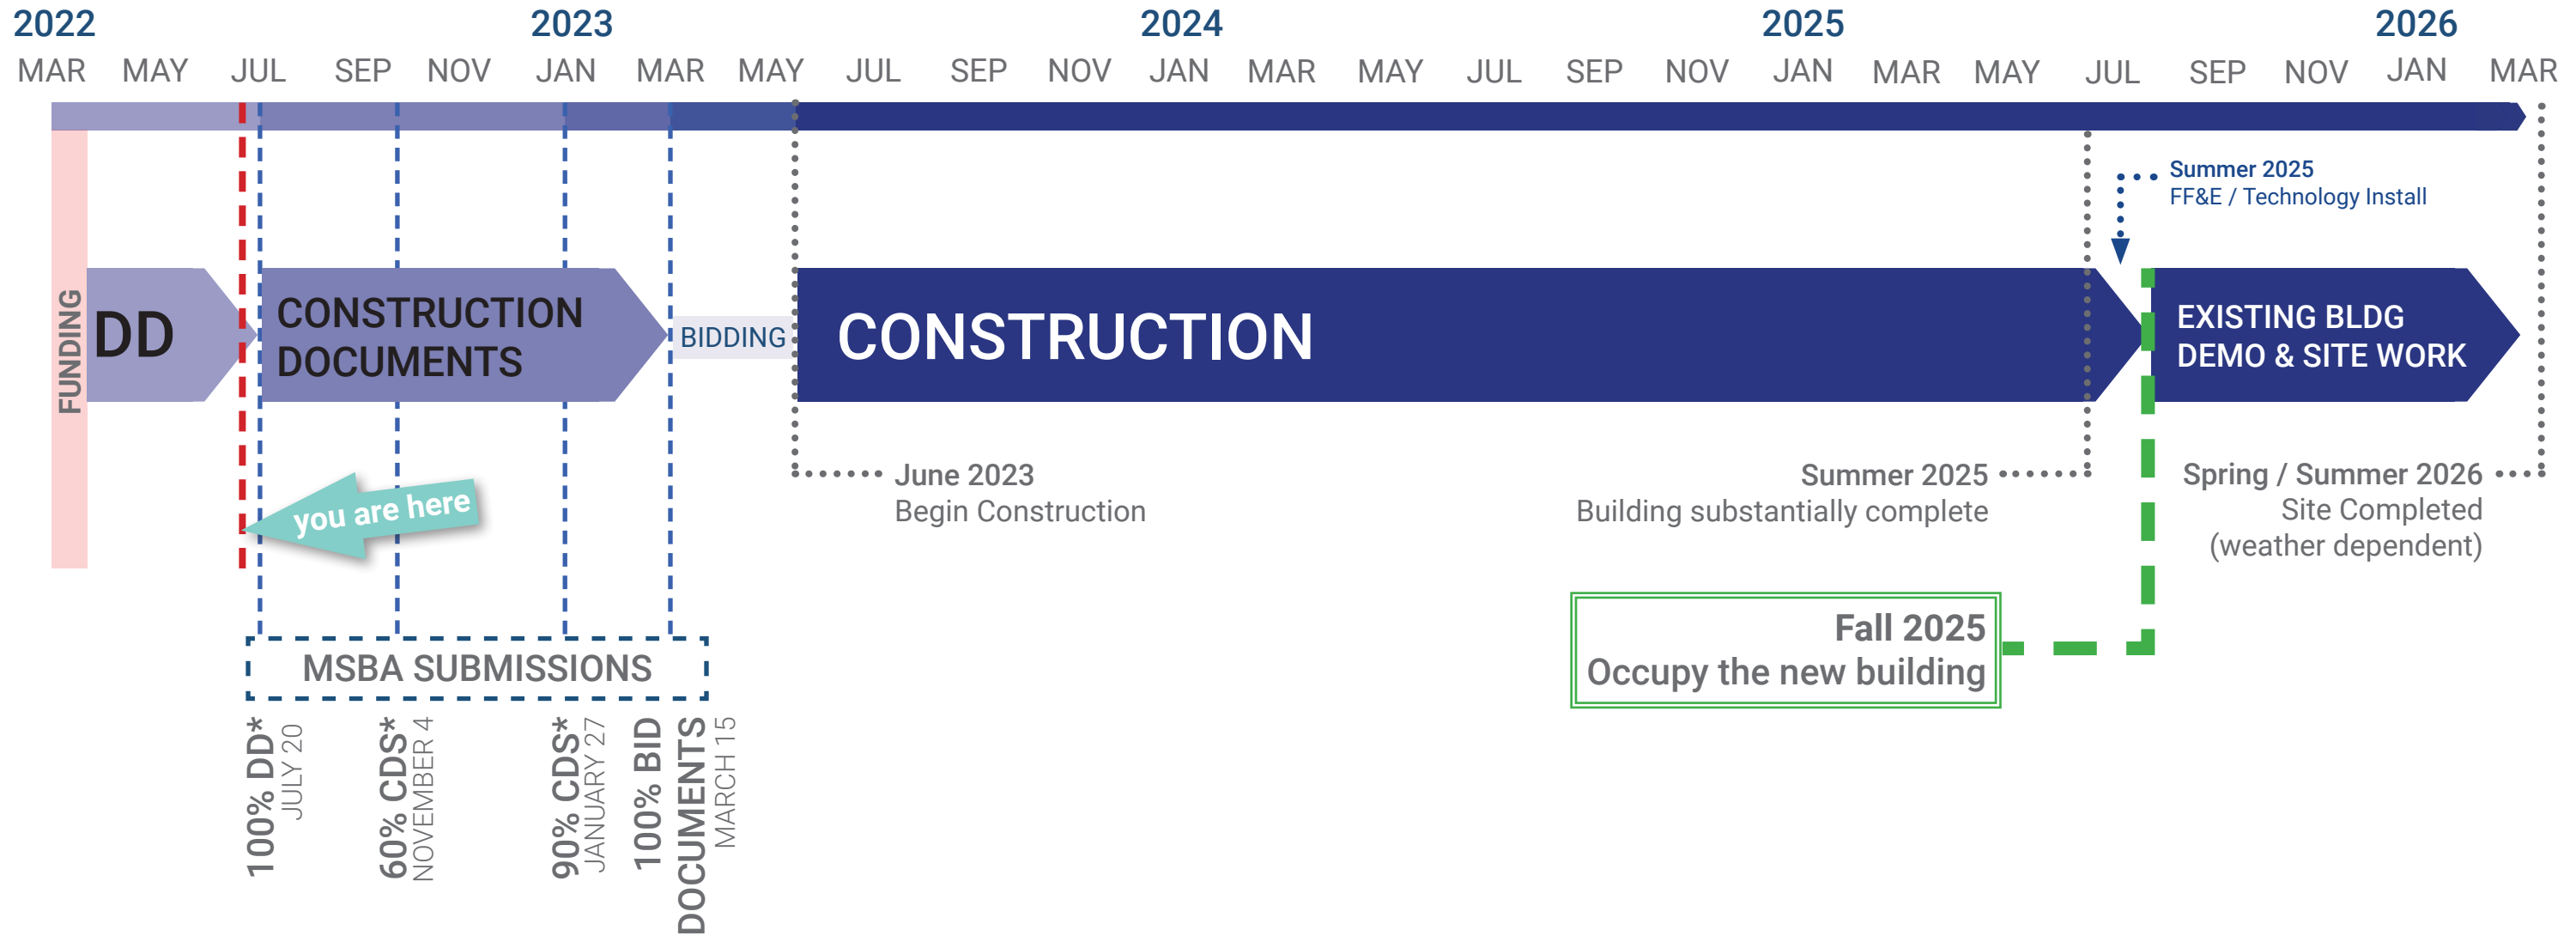 2022 2023 2024 2025 2026
MAR MAY JUL SEP NOV JAN MAR MAY JUL SEP NOV JAN MAR MAY JUL SEP NOV JAN MAR MAY JUL SEP NOV JAN MAR
Summer 2025
FF&E / Technology Install
FUNDING
DD
CONSTRUCTION
DOCUMENTS
BIDDING
CONSTRUCTION
EXISTING BLDG
DEMO & SITE WORK
you are here
June 2023
Begin Construction
Summer 2025
Building substantially complete
Spring / Summer 2026
Site Completed
(weather dependent)
Fall 2025
Occupy the new building
MSBA SUBMISSIONS
100% DD*
JULY 20
60% CDS*
NOVEMBER 4
90% CDS*
JANUARY 27
100% BID
DOCUMENTS
MARCH 15